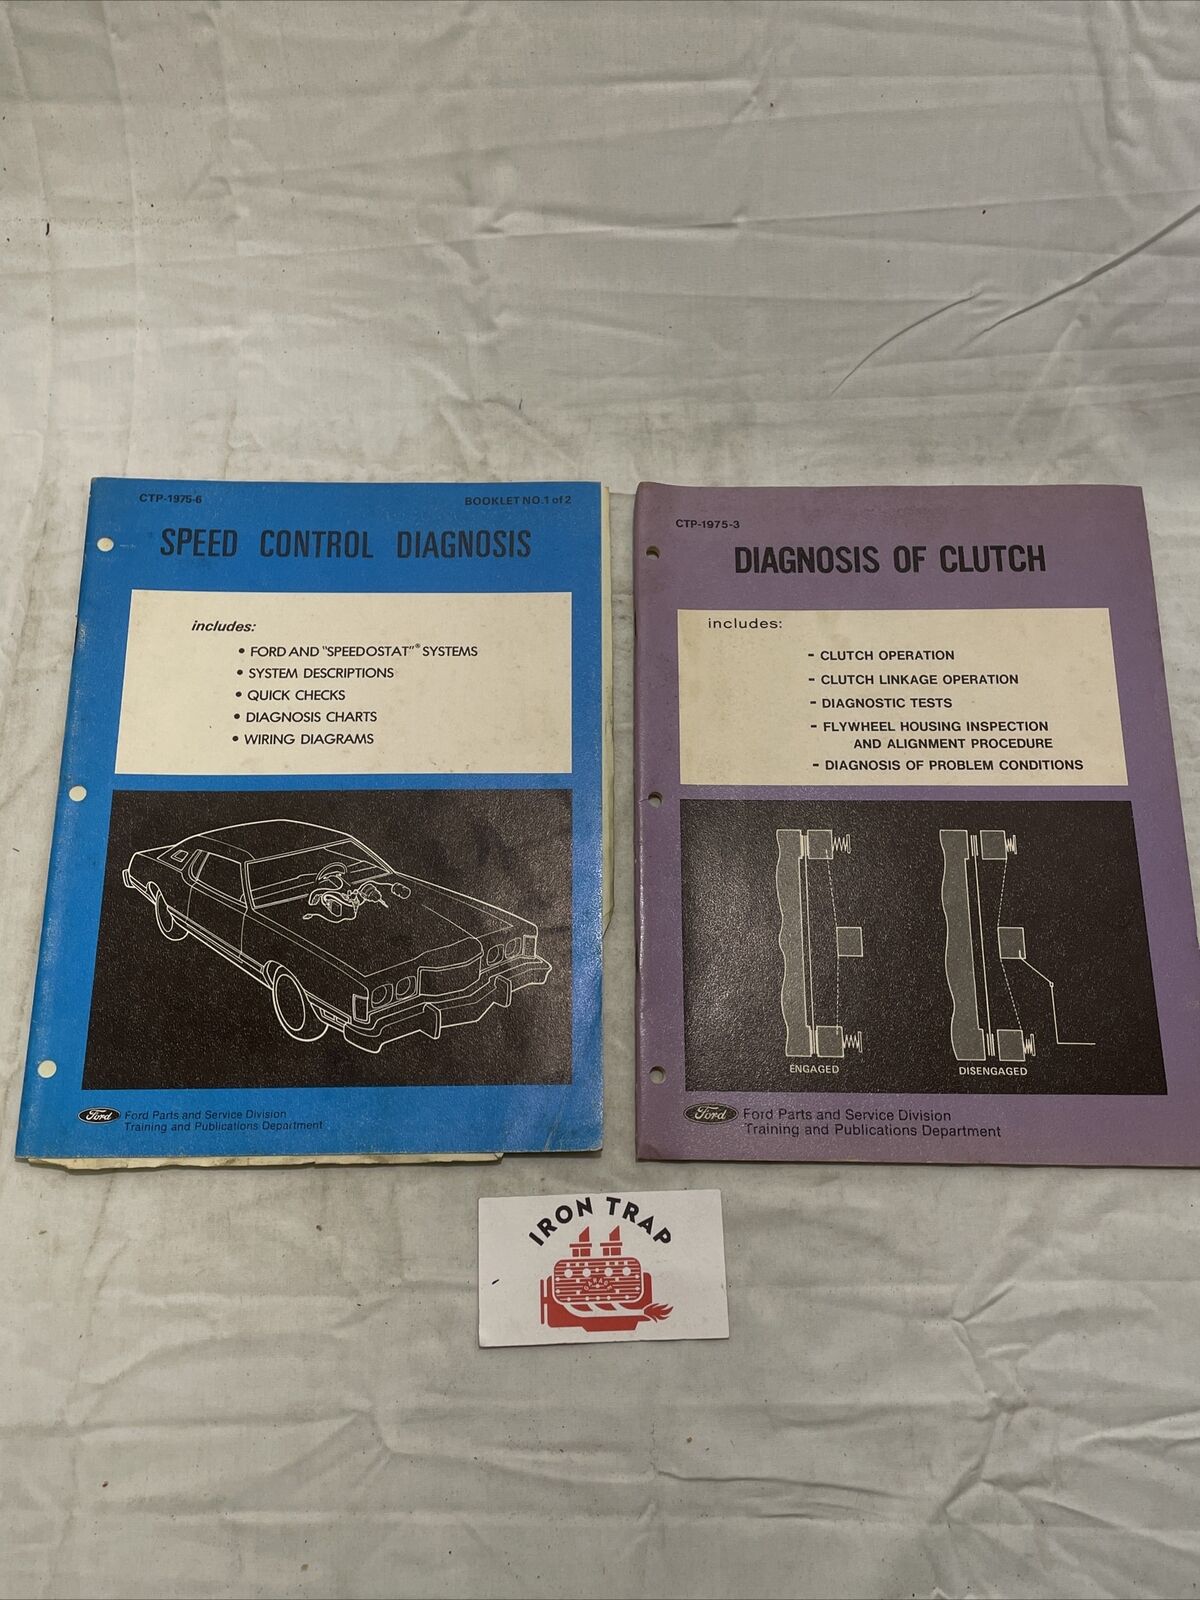 CTP-1975-6
BOOKLET NO.1 of 2
SPEED CONTROL DIAGNOSIS
includes:
• FORD AND "SPEEDOSTAT"® SYSTEMS
• SYSTEM DESCRIPTIONS
• QUICK CHECKS
• DIAGNOSIS CHARTS
• WIRING DIAGRAMS
Ford
Ford Parts and Service Division
Training and Publications Department
CTP-1975-3
DIAGNOSIS OF CLUTCH
includes:
- CLUTCH OPERATION
- CLUTCH LINKAGE OPERATION
- DIAGNOSTIC TESTS
- FLYWHEEL HOUSING INSPECTION
AND ALIGNMENT PROCEDURE
- DIAGNOSIS OF PROBLEM CONDITIONS
ENGAGED
DISENGAGED
Ford
Ford Parts and Service Division
Training and Publications Department
IRON TRAP
GARAGE